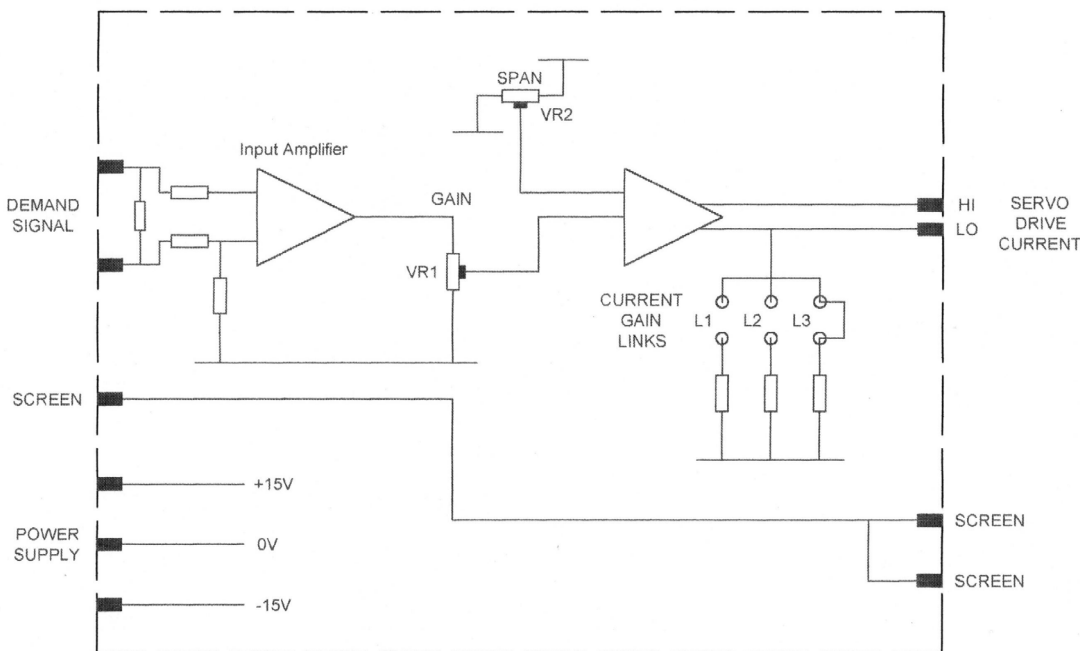 SPAN
VR2
Input Amplifier
DEMAND
SIGNAL
GAIN
VR1
HI
LO
SERVO
DRIVE
CURRENT
CURRENT
GAIN
LINKS
L1
L2
L3
SCREEN
+15V
POWER
SUPPLY
0V
-15V
SCREEN
SCREEN